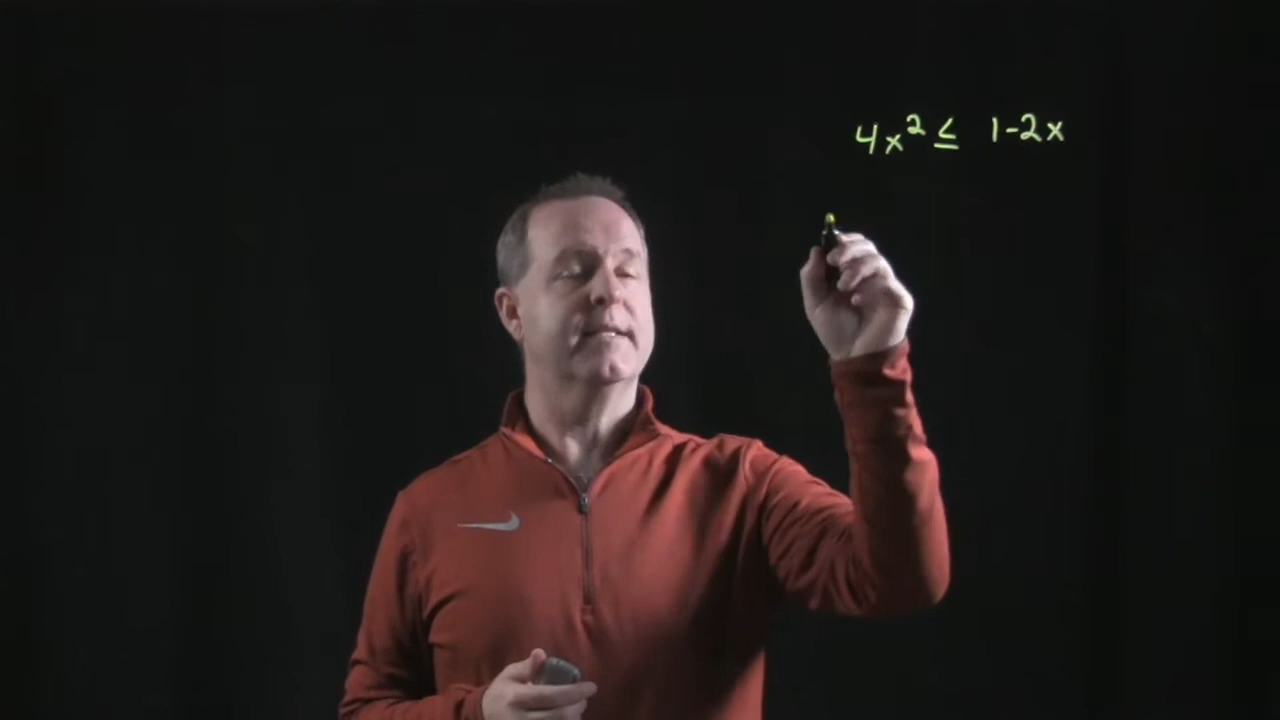 4x² ≤ 1-2x